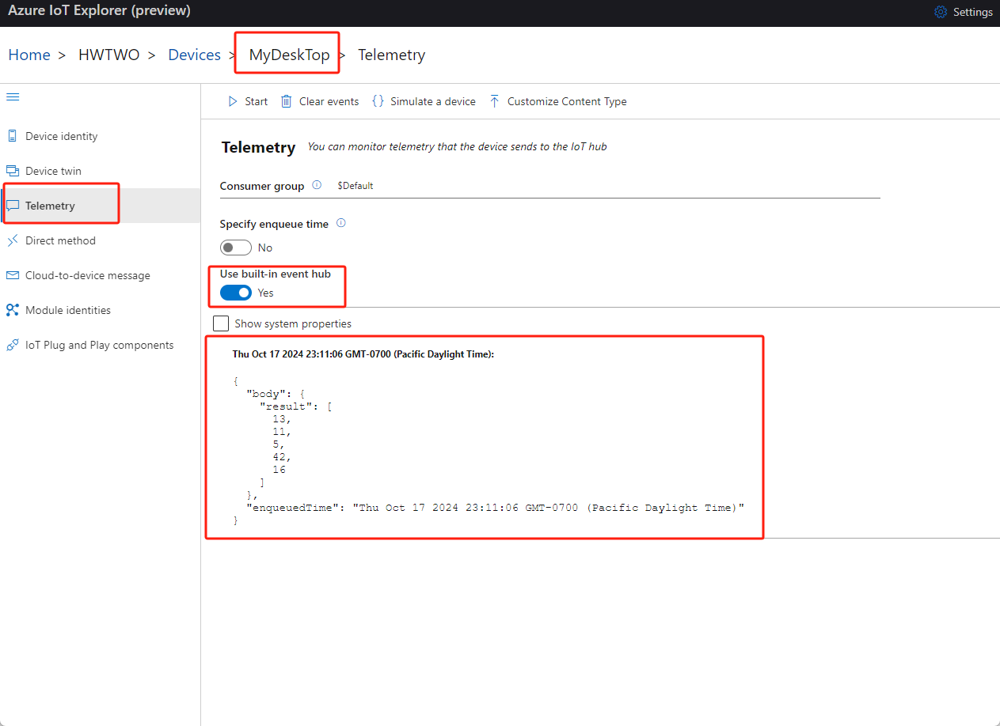 Azure IoT Explorer (preview)
Settings
Home > HWTWO > Devices > MyDeskTop > Telemetry
Start Clear events Simulate a device Customize Content Type
Device identity
Device twin
Telemetry
Direct method
Cloud-to-device message
Module identities
IoT Plug and Play components
Telemetry You can monitor telemetry that the device sends to the IoT hub
Consumer group $Default
Specify enqueue time
No
Use built-in event hub
Yes
Show system properties
Thu Oct 17 2024 23:11:06 GMT-0700 (Pacific Daylight Time):
{
"body": {
"result": [
13,
11,
5,
42,
16
]
},
"enqueuedTime": "Thu Oct 17 2024 23:11:06 GMT-0700 (Pacific Daylight Time)"
}